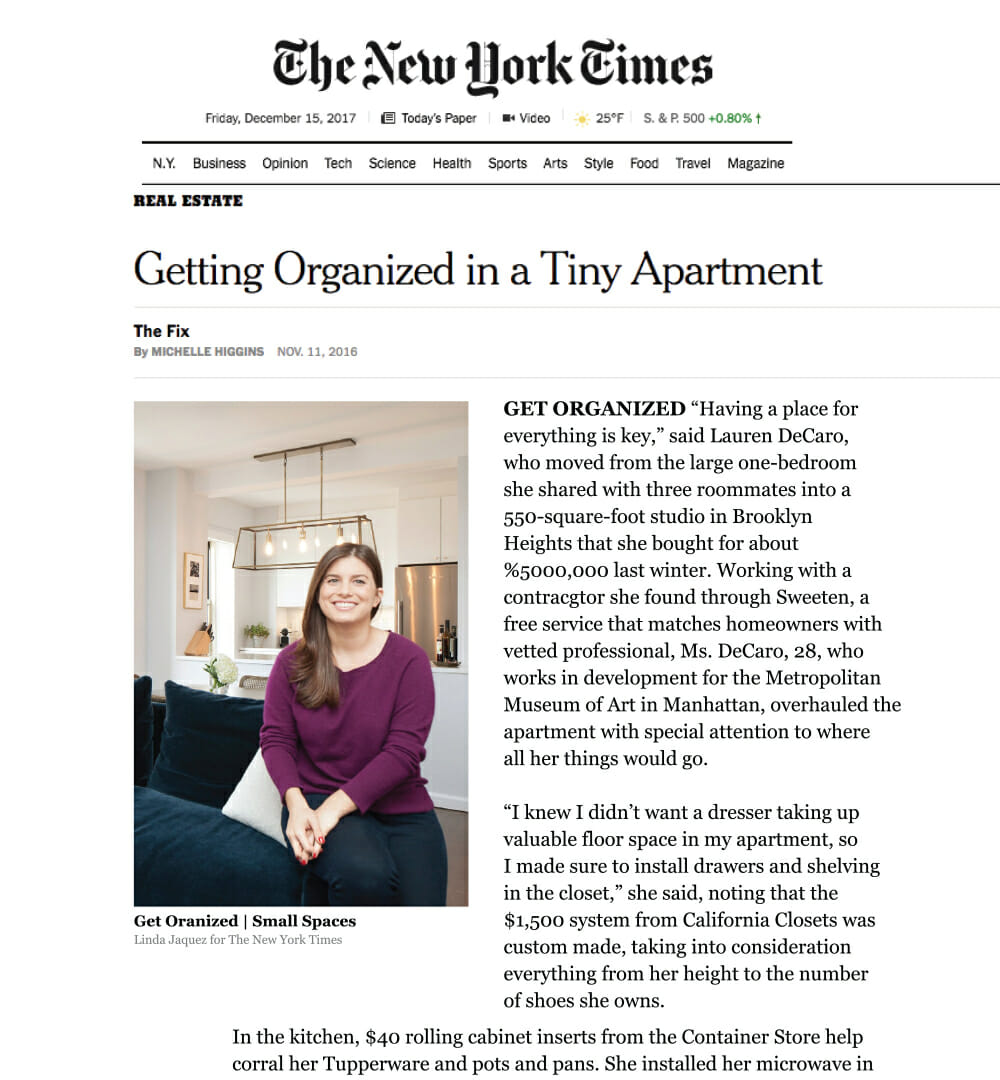 The New York Times
Friday, December 15, 2017 Today's Paper Video 25°F S. & P. 500 +0.80% ↑
N.Y. Business Opinion Tech Science Health Sports Arts Style Food Travel Magazine
REAL ESTATE
Getting Organized in a Tiny Apartment
The Fix
By MICHELLE HIGGINS NOV. 11, 2016
GET ORGANIZED “Having a place for
everything is key,” said Lauren DeCaro,
who moved from the large one-bedroom
she shared with three roommates into a
550-square-foot studio in Brooklyn
Heights that she bought for about
%5000,000 last winter. Working with a
contracgtor she found through Sweeten, a
free service that matches homeowners with
vetted professional, Ms. DeCaro, 28, who
works in development for the Metropolitan
Museum of Art in Manhattan, overhauled the
apartment with special attention to where
all her things would go.
“I knew I didn’t want a dresser taking up
valuable floor space in my apartment, so
I made sure to install drawers and shelving
in the closet,” she said, noting that the
$1,500 system from California Closets was
custom made, taking into consideration
everything from her height to the number
of shoes she owns.
Get Oranized | Small Spaces
Linda Jaquez for The New York Times
In the kitchen, $40 rolling cabinet inserts from the Container Store help
corral her Tupperware and pots and pans. She installed her microwave in